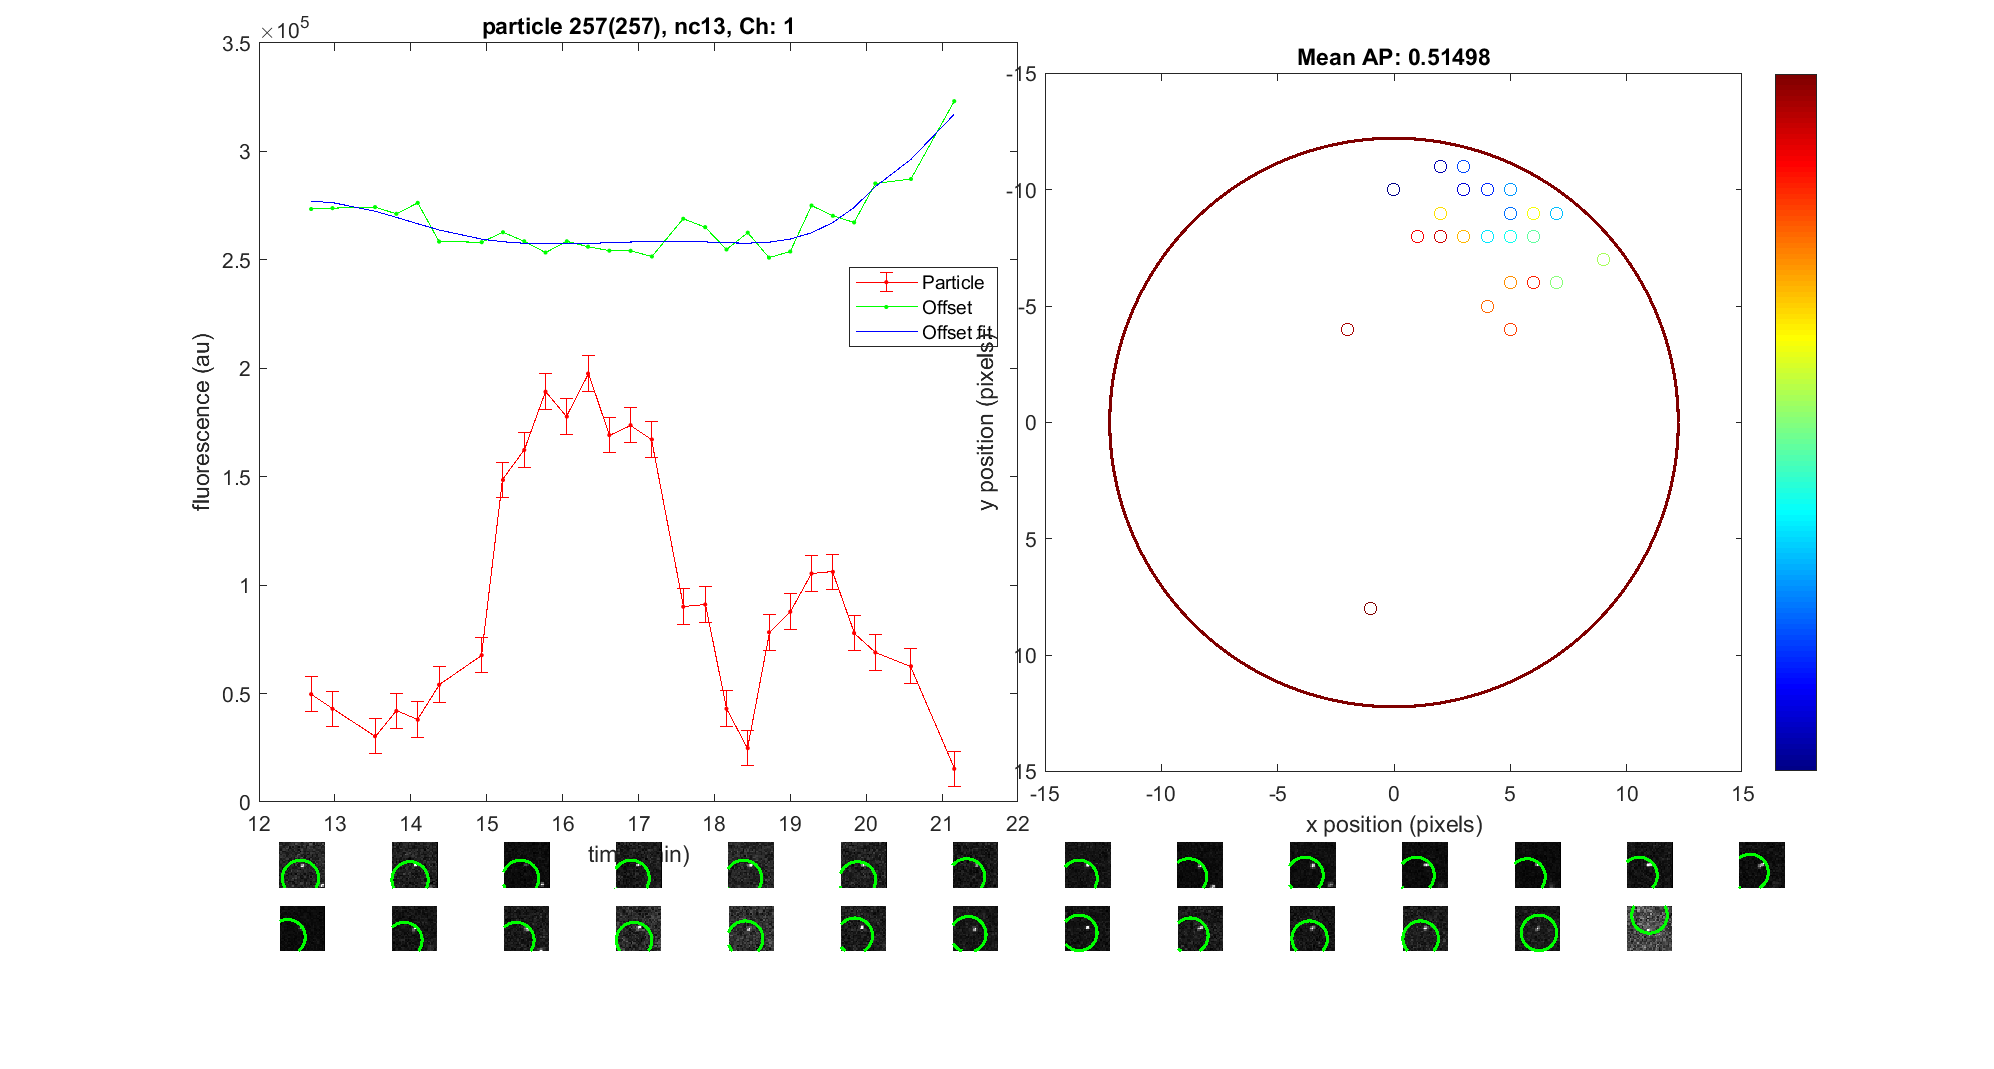 particle 257(257), nc13, Ch: 1
×10^5
3.5
3
2.5
2
1.5
1
0.5
0
fluorescence (au)
12 13 14 15 16 17 18 19 20 21 22
Particle
Offset
Offset fit
Mean AP: 0.51498
-15
-10
-5
0
5
10
15
y position (pixels)
-15 -10 -5 0 5 10 15
x position (pixels)